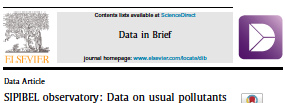 Contents lists available at ScienceDirect
Data in Brief
ELSEVIER
journal homepage: www.elsevier.com/locate/dib
Data Article
SIPIBEL observatory: Data on usual pollutants